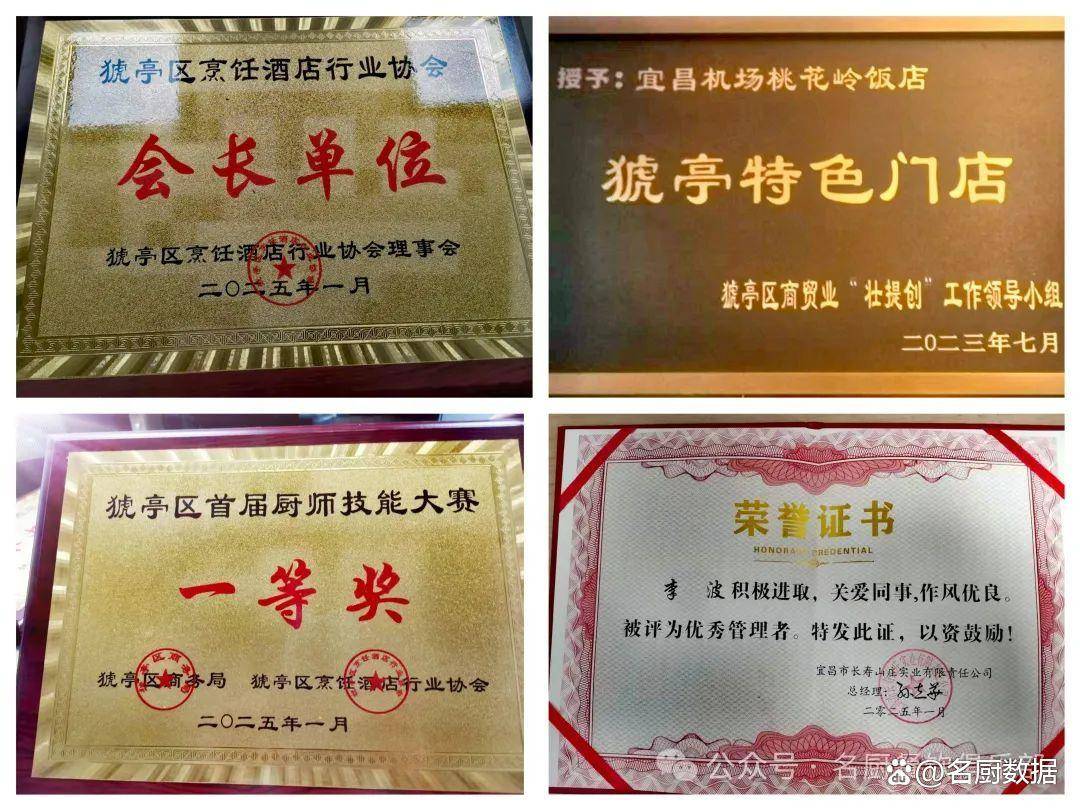 猇亭区烹饪酒店行业协会
会长单位
猇亭区烹饪酒店行业协会理事会
二〇二五年一月
授予：宜昌机场桃花岭饭店
猇亭特色门店
猇亭区商贸业“壮提创”工作领导小组
二〇二三年七月
猇亭区首届厨师技能大赛
一等奖
猇亭区商务局 猇亭区烹饪酒店行业协会
二〇二五年一月
荣誉证书
HONORARY CREDENTIAL
李 波 积极进取，关爱同事,作风优良。
被评为优秀管理者。特发此证，以资鼓励！
宜昌市长寿山庄实业有限责任公司
总经理：
二零二五年一月
公众号·名厨
@名厨数据